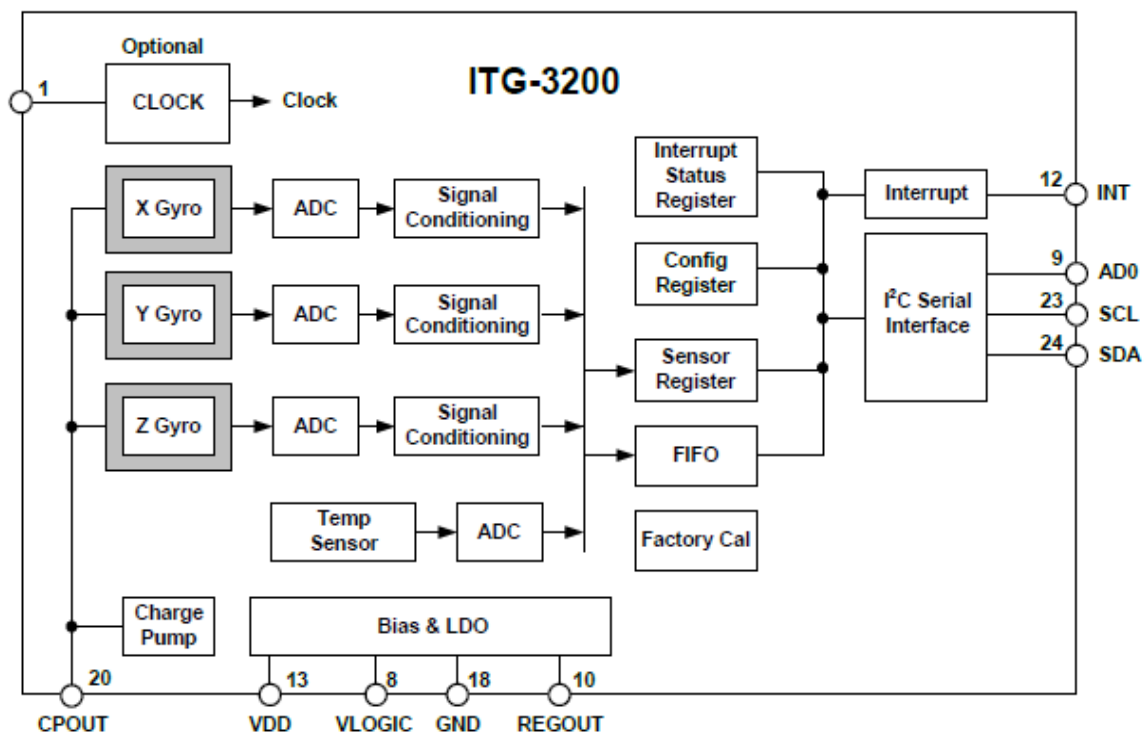 Optional
ITG-3200
1
CLOCK
Clock
Interrupt
Status
Register
Interrupt
12
INT
X Gyro
ADC
Signal
Conditioning
Config
Register
I²C Serial
Interface
9
AD0
23
SCL
24
SDA
Y Gyro
ADC
Signal
Conditioning
Sensor
Register
Z Gyro
ADC
Signal
Conditioning
FIFO
Temp
Sensor
ADC
Factory Cal
Charge
Pump
Bias & LDO
20
13
8
18
10
CPOUT
VDD
VLOGIC
GND
REGOUT